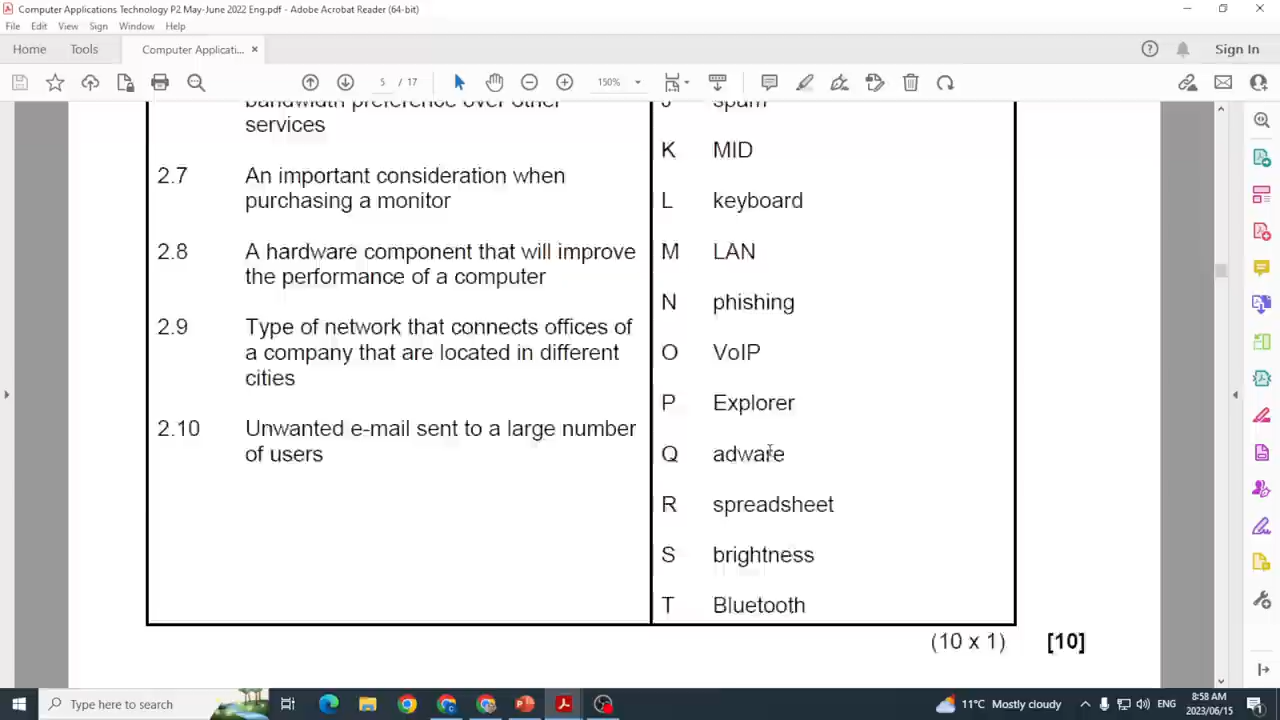 Computer Applications Technology P2 May-June 2022 Eng.pdf - Adobe Acrobat Reader (64-bit)
File Edit View Sign Window Help
Home Tools Computer Applicati... × Sign In
5 / 17 150%
bandwidth preference over other
services
2.7 An important consideration when
purchasing a monitor
2.8 A hardware component that will improve
the performance of a computer
2.9 Type of network that connects offices of
a company that are located in different
cities
2.10 Unwanted e-mail sent to a large number
of users
J spam
K MID
L keyboard
M LAN
N phishing
O VoIP
P Explorer
Q adware
R spreadsheet
S brightness
T Bluetooth
(10 x 1) [10]
Type here to search
11°C Mostly cloudy ENG 8:58 AM
2023/06/15